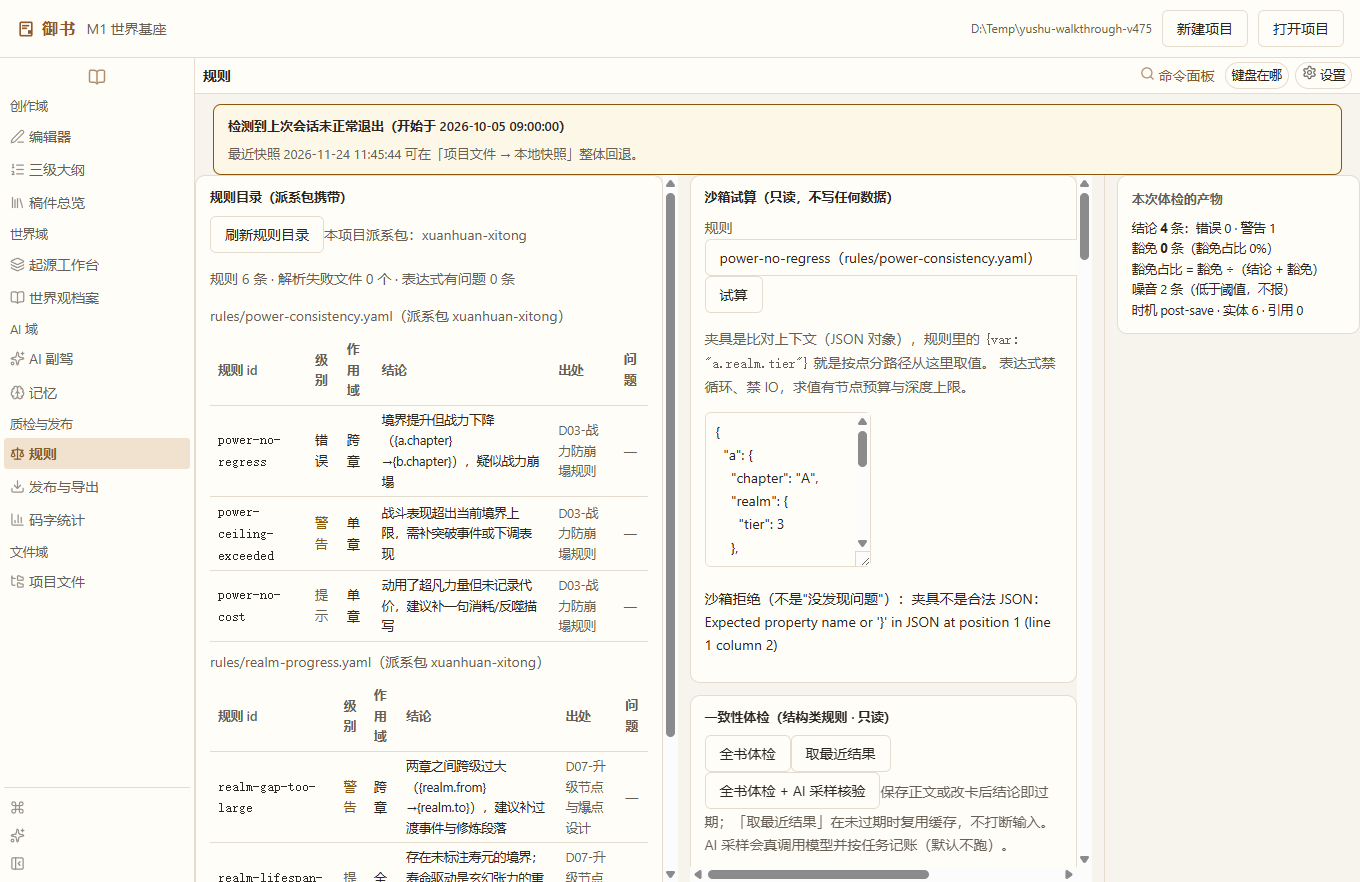 御书 M1 世界基座
D:\Temp\yushu-walkthrough-v475 新建项目 打开项目
规则
命令面板 键盘在哪 设置
创作域
编辑器
三级大纲
稿件总览
世界域
起源工作台
世界观档案
AI 域
AI 副驾
记忆
质检与发布
规则
发布与导出
码字统计
文件域
项目文件
检测到上次会话未正常退出（开始于 2026-10-05 09:00:00）
最近快照 2026-11-24 11:45:44 可在「项目文件 → 本地快照」整体回退。
规则目录（派系包携带）
刷新规则目录 本项目派系包：xuanhuan-xitong
规则 6 条 · 解析失败文件 0 个 · 表达式有问题 0 条
rules/power-consistency.yaml（派系包 xuanhuan-xitong）
规则 id 级别 作用域 结论 出处 问题
power-no-
regress
错误
跨章
境界提升但战力下降
（{a.chapter}
→{b.chapter}），疑似战力崩
塌
D03-战
力防崩
塌规则
—
power-
ceiling-
exceeded
警告
单章
战斗表现超出当前境界上
限，需补突破事件或下调表
现
D03-战
力防崩
塌规则
—
power-no-
cost
提示
单章
动用了超凡力量但未记录代
价，建议补一句消耗/反噬描
写
D03-战
力防崩
塌规则
—
rules/realm-progress.yaml（派系包 xuanhuan-xitong）
规则 id 级别 作用域 结论 出处 问题
realm-gap-too-
large
警告
跨章
两章之间跨级过大
（{realm.from}
→{realm.to}），建议补过
渡事件与修炼段落
D07-升
级节点
与爆点
设计
—
realm-lifespan-
提
全
存在未标注寿元的境界；
寿命驱动是玄幻张力的重
D07-升
级节点
沙箱试算（只读，不写任何数据）
规则
power-no-regress（rules/power-consistency.yaml）
试算
夹具是比对上下文（JSON 对象），规则里的 {var:
"a.realm.tier"} 就是按点分路径从这里取值。 表达式禁
循环、禁 IO，求值有节点预算与深度上限。
{
"a": {
"chapter": "A",
"realm": {
"tier": 3
},
沙箱拒绝（不是"没发现问题"）：夹具不是合法 JSON：
Expected property name or '}' in JSON at position 1 (line
1 column 2)
一致性体检（结构类规则 · 只读）
全书体检 取最近结果
全书体检 + AI 采样核验 保存正文或改卡后结论即过
期；「取最近结果」在未过期时复用缓存，不打断输入。
AI 采样会真调用模型并按任务记账（默认不跑）。
本次体检的产物
结论 4 条：错误 0 · 警告 1
豁免 0 条（豁免占比 0%）
豁免占比 = 豁免 ÷（结论 + 豁免）
噪音 2 条（低于阈值，不报）
时机 post-save · 实体 6 · 引用 0